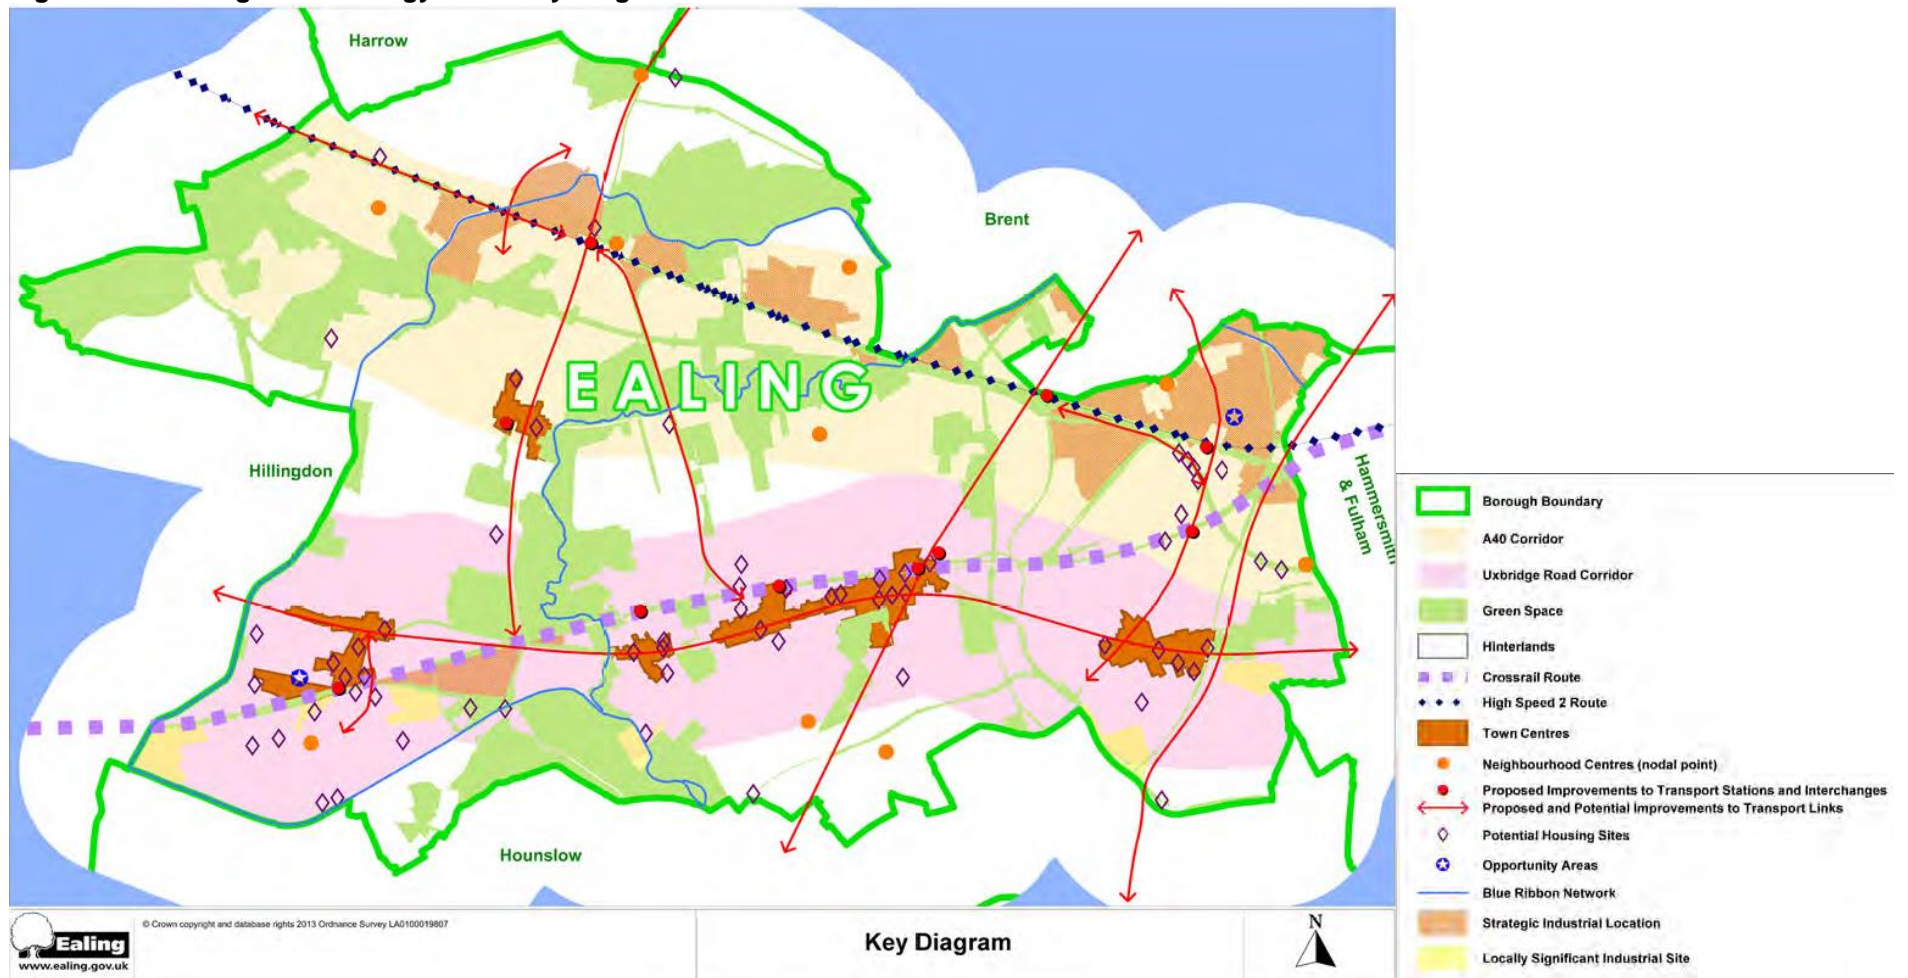 Harrow
Brent
EALING
Hillingdon
Hammersmith
& Fulham
Hounslow
Borough Boundary
A40 Corridor
Uxbridge Road Corridor
Green Space
Hinterlands
Crossrail Route
High Speed 2 Route
Town Centres
Neighbourhood Centres (nodal point)
Proposed Improvements to Transport Stations and Interchanges
Proposed and Potential Improvements to Transport Links
Potential Housing Sites
Opportunity Areas
Blue Ribbon Network
Strategic Industrial Location
Locally Significant Industrial Site
Ealing
www.ealing.gov.uk
© Crown copyright and database rights 2013 Ordnance Survey LA0100019807
Key Diagram
N